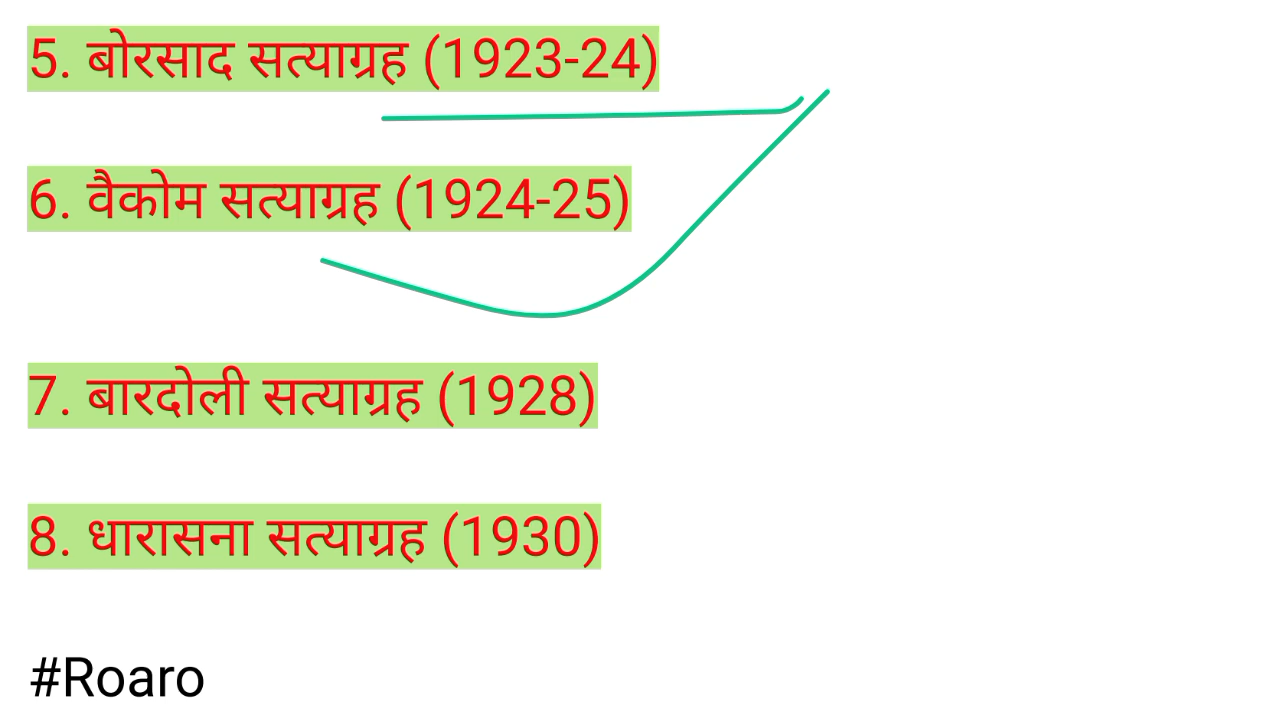 5. बोरसाद सत्याग्रह (1923-24)
6. वैकोम सत्याग्रह (1924-25)
7. बारदोली सत्याग्रह (1928)
8. धारासना सत्याग्रह (1930)
#Roaro